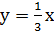 y = 1/3 x